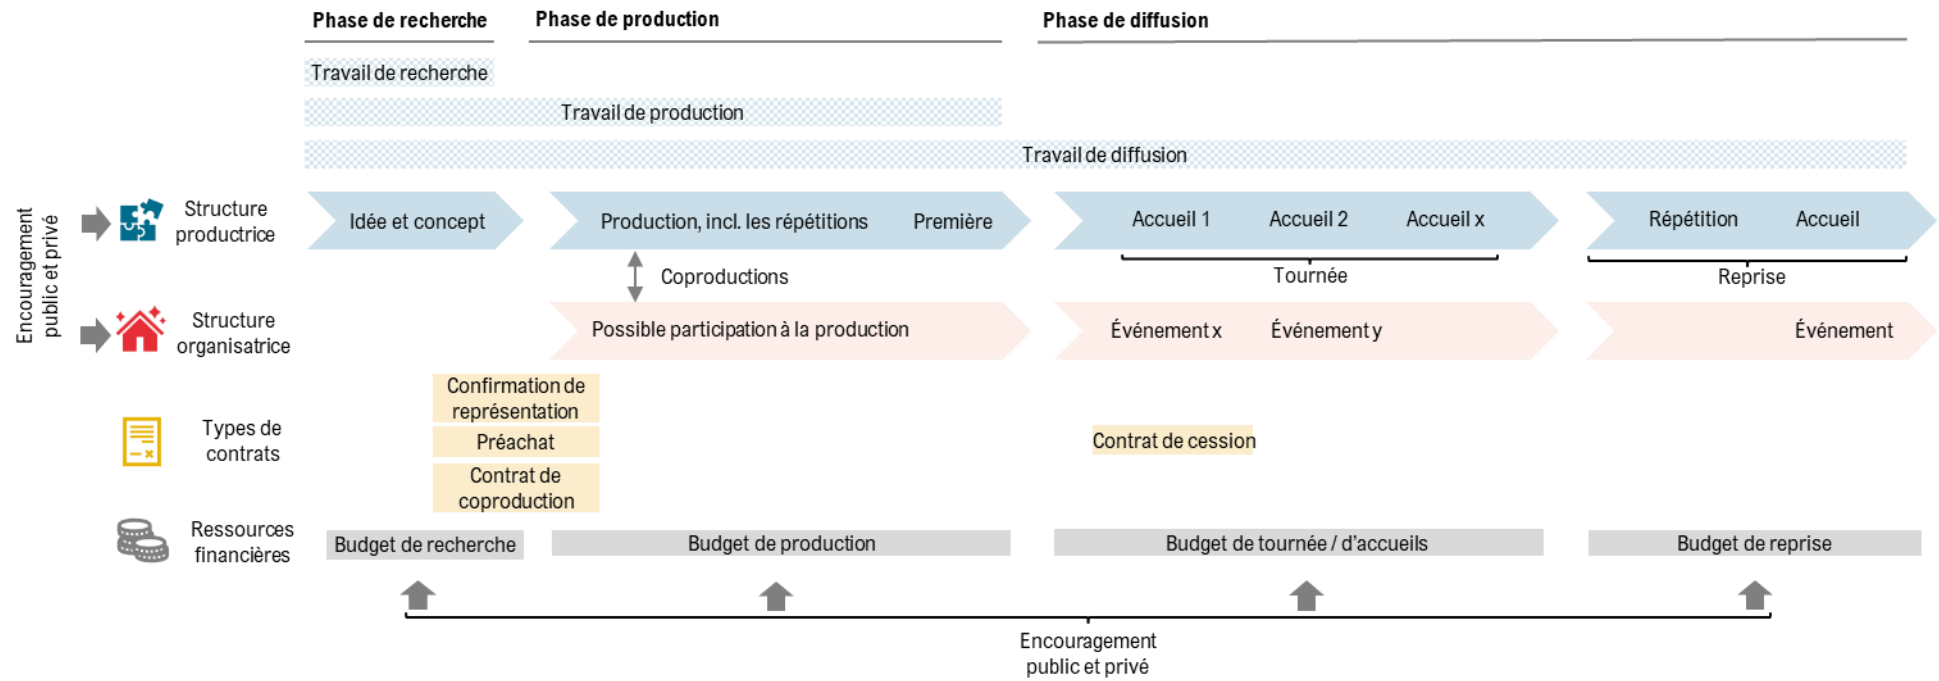 Phase de recherche
Phase de production
Phase de diffusion
Travail de recherche
Travail de production
Travail de diffusion
Encouragement
public et privé
Structure
productrice
Idée et concept
Production, incl. les répétitions
Première
Accueil 1
Accueil 2
Accueil x
Répétition
Accueil
Coproductions
Tournée
Reprise
Structure
organisatrice
Possible participation à la production
Événement x
Événement y
Événement
Types de
contrats
Confirmation de
représentation
Préachat
Contrat de
coproduction
Contrat de cession
Ressources
financières
Budget de recherche
Budget de production
Budget de tournée / d'accueils
Budget de reprise
Encouragement
public et privé